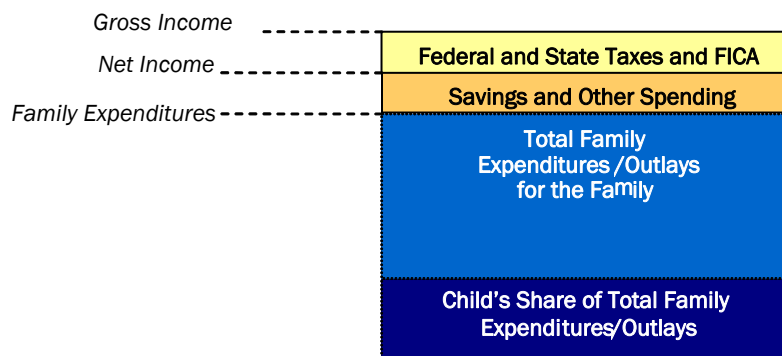 Gross Income
Federal and State Taxes and FICA
Net Income
Savings and Other Spending
Family Expenditures
Total Family
Expenditures/Outlays
for the Family
Child's Share of Total Family
Expenditures/Outlays